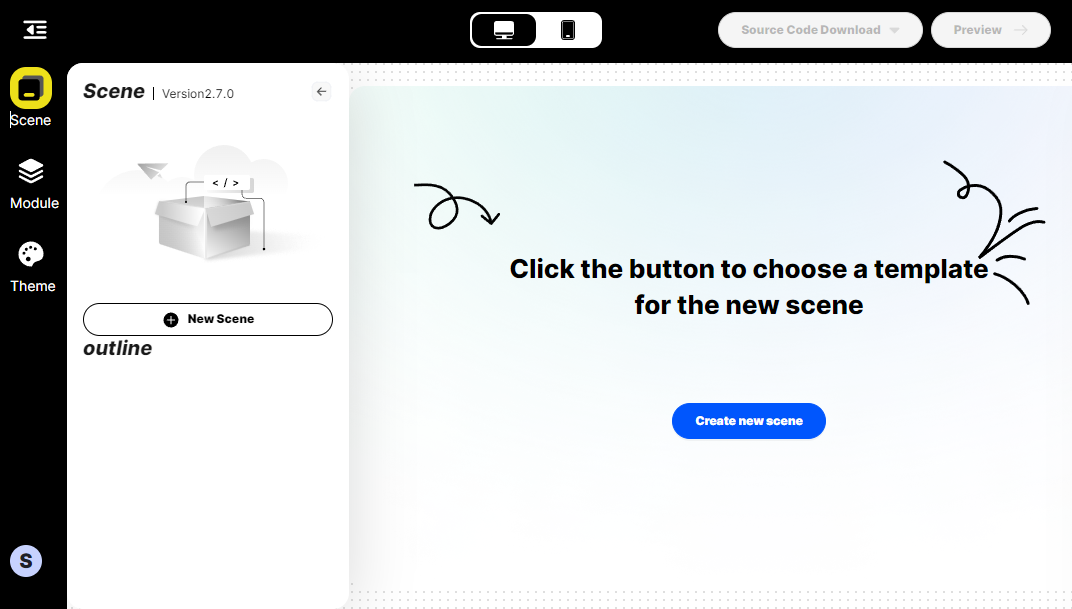 Source Code Download
Preview
Scene
Module
Theme
S
Scene | Version2.7.0
< / >
New Scene
outline
Click the button to choose a template
for the new scene
Create new scene